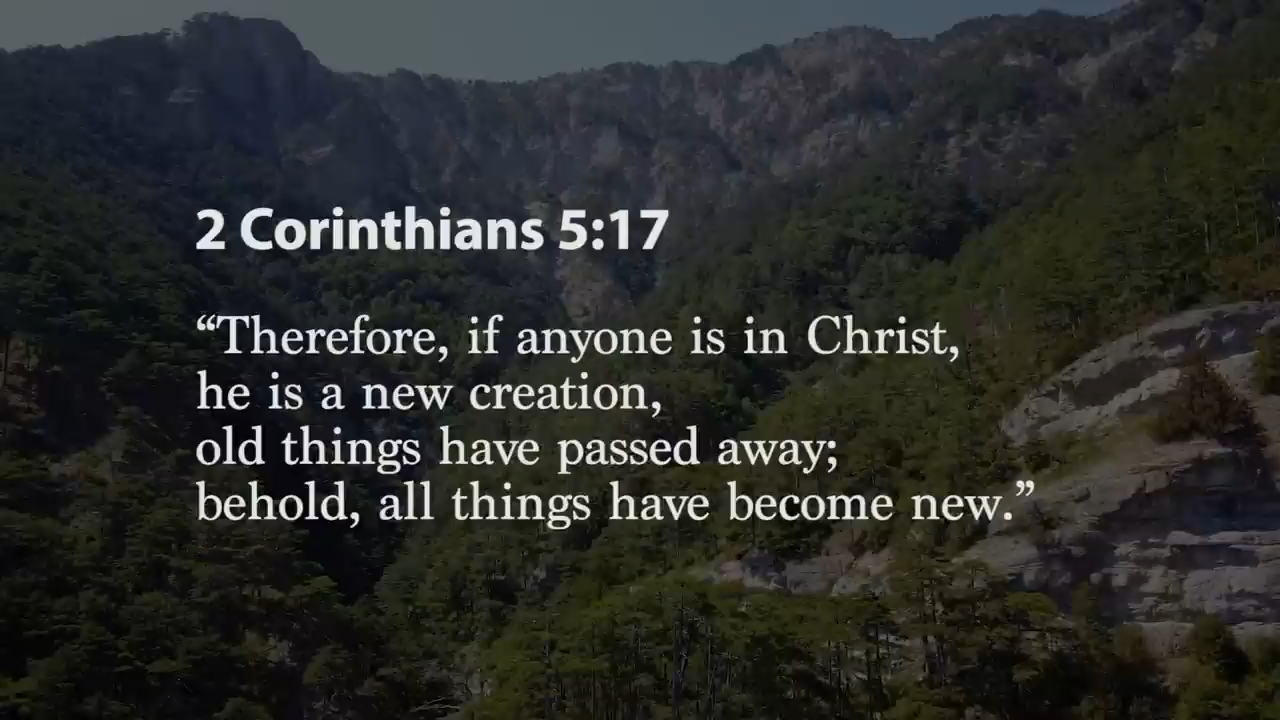 2 Corinthians 5:17
“Therefore, if anyone is in Christ,
he is a new creation,
old things have passed away;
behold, all things have become new.”